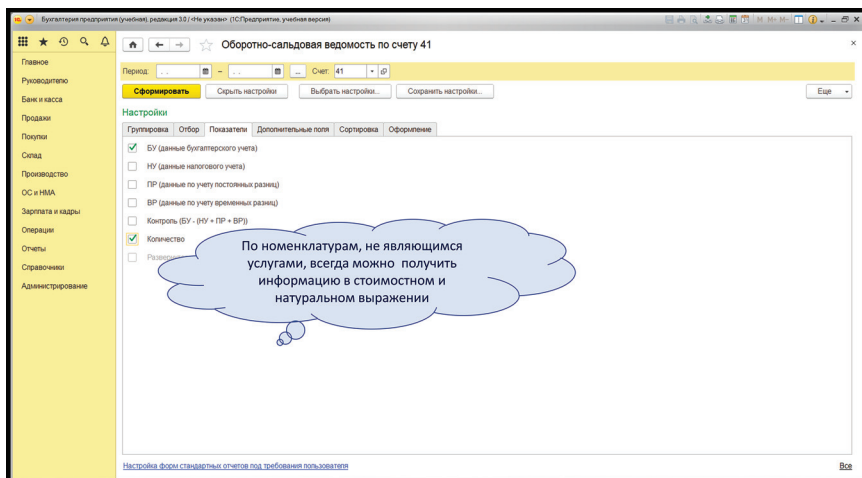 Бухгалтерия предприятия (учебная), редакция 3.0 / <Не указан> (1С:Предприятие, учебная версия)
M M+ M-
Главное
Руководителю
Банк и касса
Продажи
Покупки
Склад
Производство
ОС и НМА
Зарплата и кадры
Операции
Отчеты
Справочники
Администрирование
Оборотно-сальдовая ведомость по счету 41
Период: . . – . . ... Счет: 41
Сформировать Скрыть настройки Выбрать настройки... Сохранить настройки... Еще
Настройки
Группировка Отбор Показатели Дополнительные поля Сортировка Оформление
БУ (данные бухгалтерского учета)
НУ (данные налогового учета)
ПР (данные по учету постоянных разниц)
ВР (данные по учету временных разниц)
Контроль (БУ - (НУ + ПР + ВР))
Количество
По номенклатурам, не являющимся
услугами, всегда можно получить
информацию в стоимостном и
натуральном выражении
Настройка форм стандартных отчетов под требования пользователя
Все